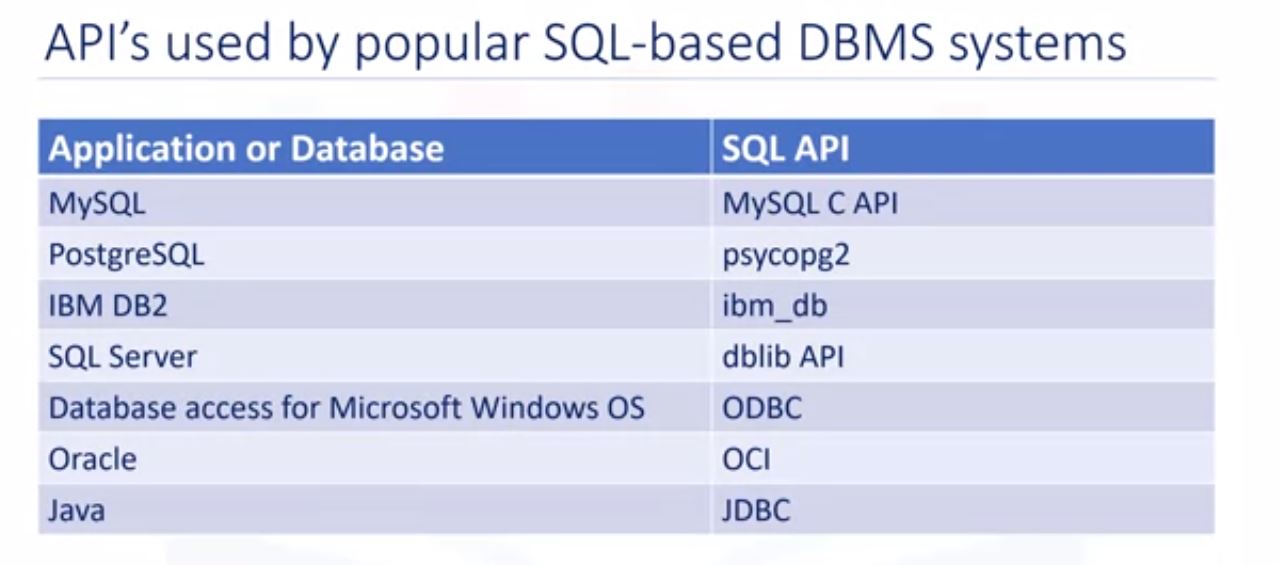 API’s used by popular SQL-based DBMS systems
Application or Database SQL API
MySQL MySQL C API
PostgreSQL psycopg2
IBM DB2 ibm_db
SQL Server dblib API
Database access for Microsoft Windows OS ODBC
Oracle OCI
Java JDBC